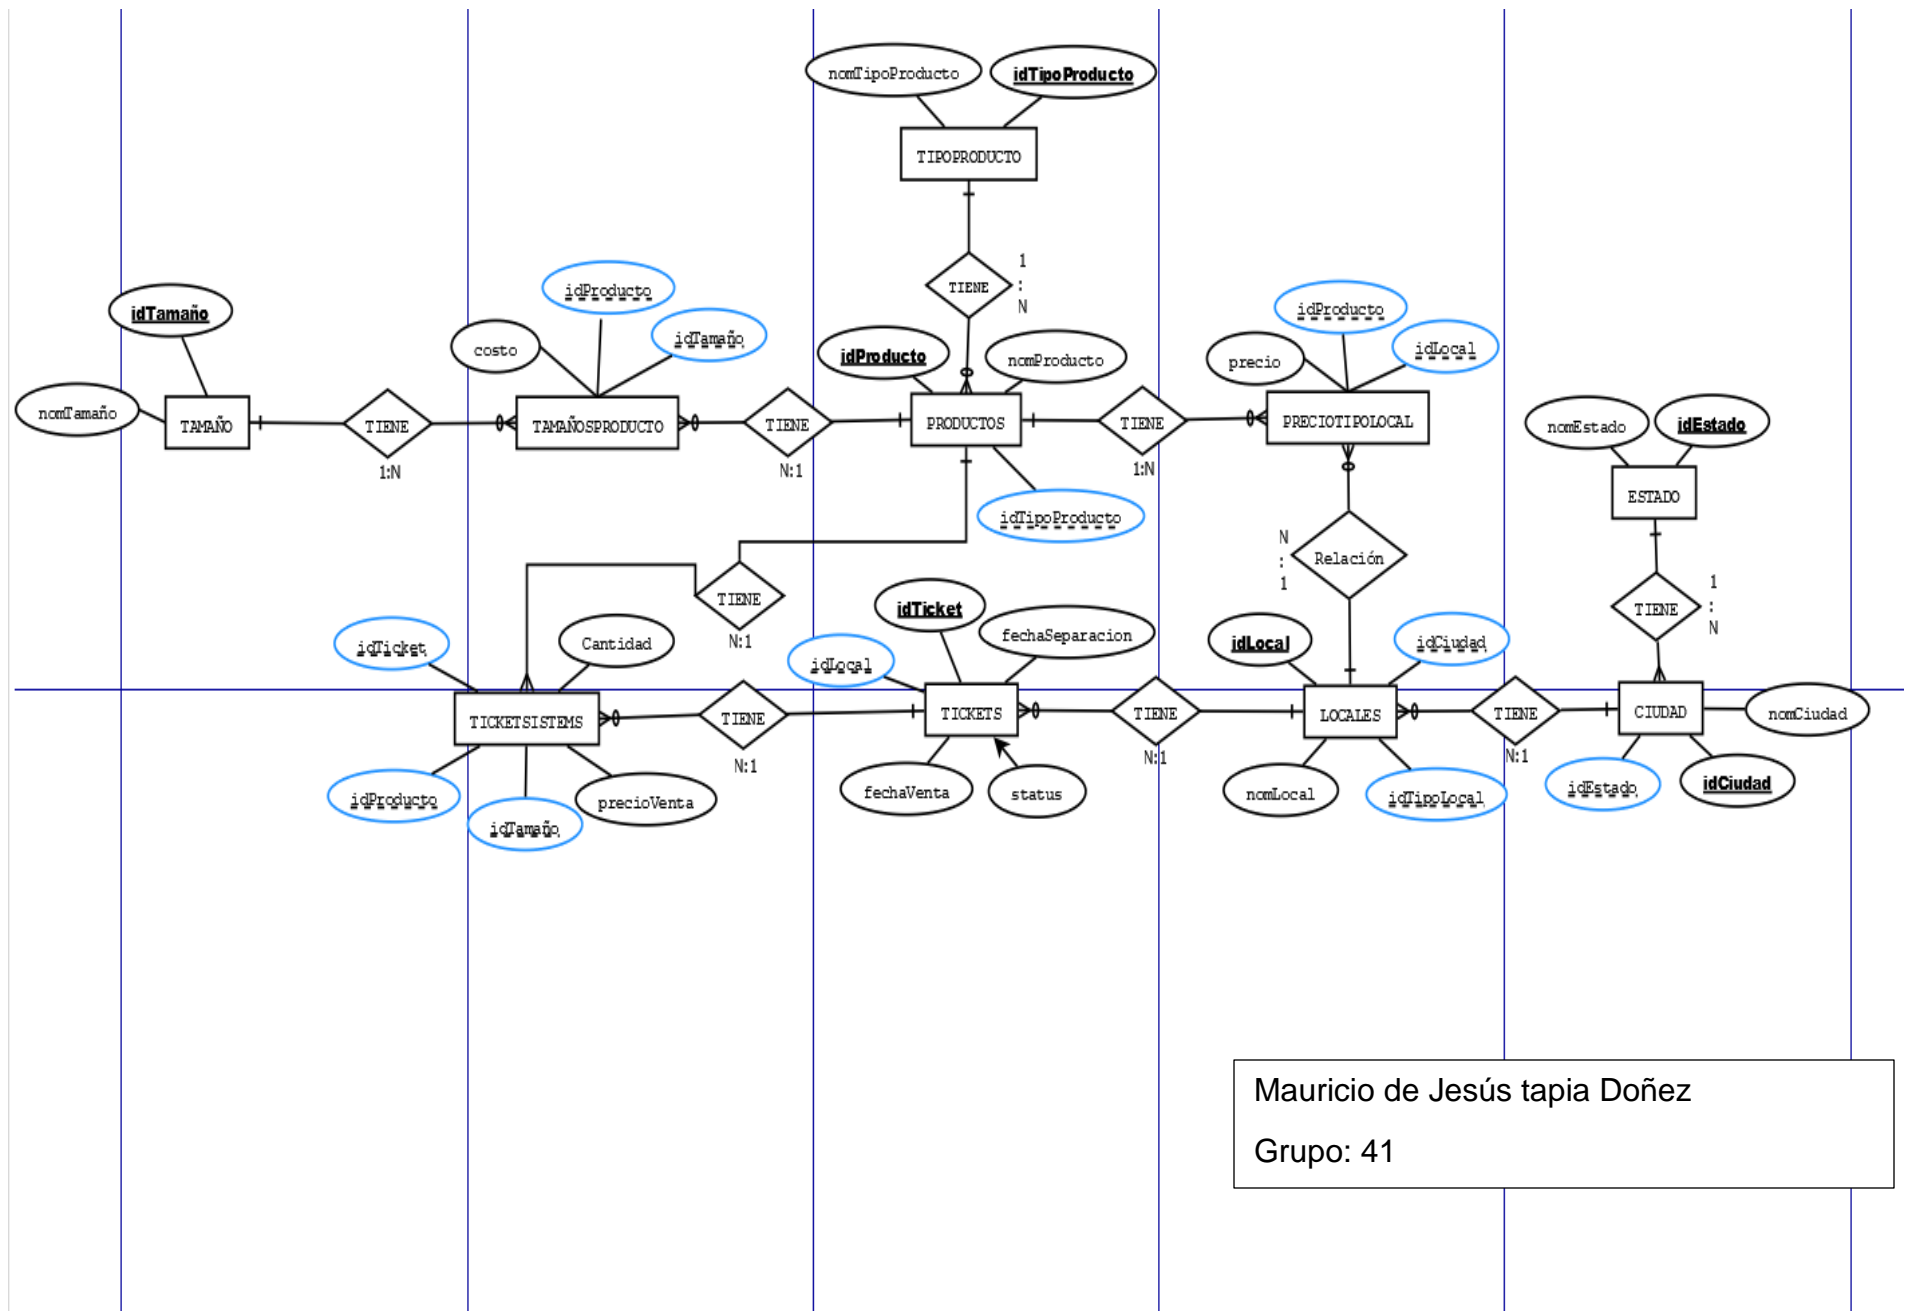 nomTipoProducto
idTipoProducto
TIPOPRODUCTO
TIENE
1
:
N
idTamaño
nomTamaño
TAMAÑO
TIENE
1:N
costo
idProducto
idTamaño
TAMAÑOSPRODUCTO
TIENE
N:1
idProducto
nomProducto
PRODUCTOS
idTipoProducto
TIENE
1:N
precio
idProducto
idLocal
PRECIOTIPOLOCAL
nomEstado
idEstado
ESTADO
N
:
1
Relación
TIENE
1
:
N
TIENE
N:1
idTicket
Cantidad
TICKETSISTEMS
idProducto
idTamaño
precioVenta
TIENE
N:1
idLocal
idTicket
fechaSeparacion
TICKETS
fechaVenta
status
TIENE
N:1
idLocal
idCiudad
LOCALES
nomLocal
idTipoLocal
TIENE
N:1
CIUDAD
nomCiudad
idEstado
idCiudad
Mauricio de Jesús tapia Doñez
Grupo: 41